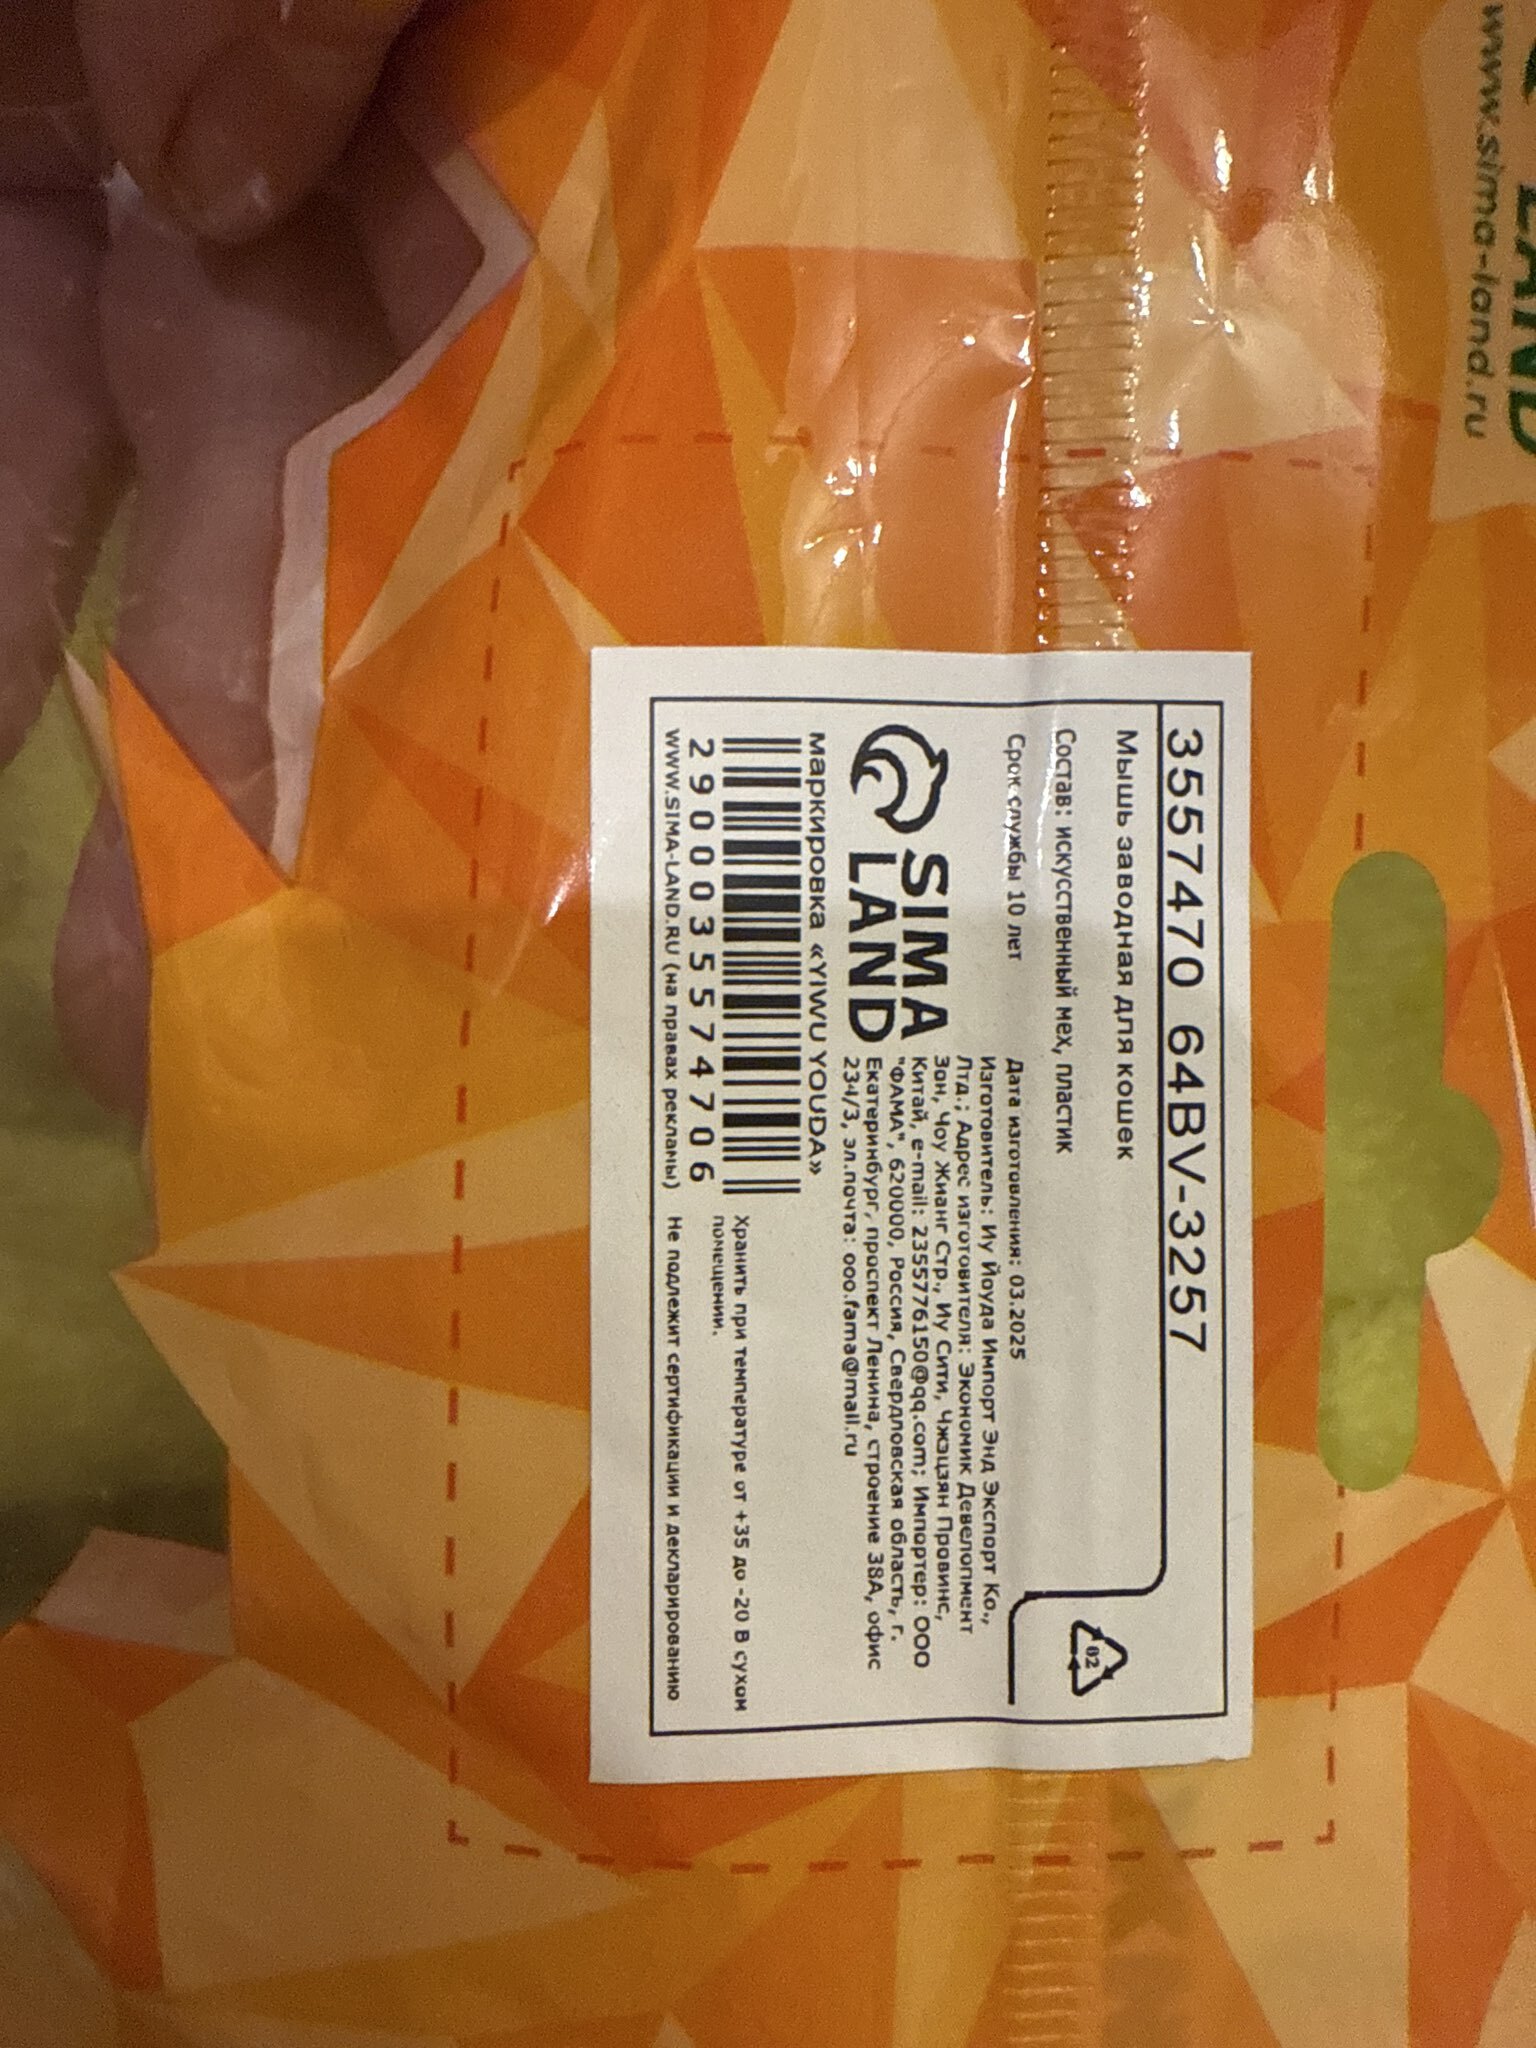 LAND
www.sima-land.ru
3557470 64BV-3257
Мышь заводная для кошек
02
Состав: искусственный мех, пластик
Срок службы 10 лет
Дата изготовления: 03.2025
Изготовитель: Иу Йоуда Импорт Энд Экспорт Ко.,
Лтд.; Адрес изготовителя: Экономик Девелопмент
Зон, Чоу Жианг Стр., Иу Сити, Чжэцзян Провинс,
Китай, e-mail: 2355776150@qq.com; Импортер: ООО
"ФАМА", 620000, Россия, Свердловская область, г.
Екатеринбург, проспект Ленина, строение 38А, офис
234/3, эл.почта: ooo.fama@mail.ru
SIMA
LAND
маркировка «YIWU YOUDA»
2900035574706
WWW.SIMA-LAND.RU (на правах рекламы)
Хранить при температуре от +35 до -20 В сухом
помещении.
Не подлежит сертификации и декларированию